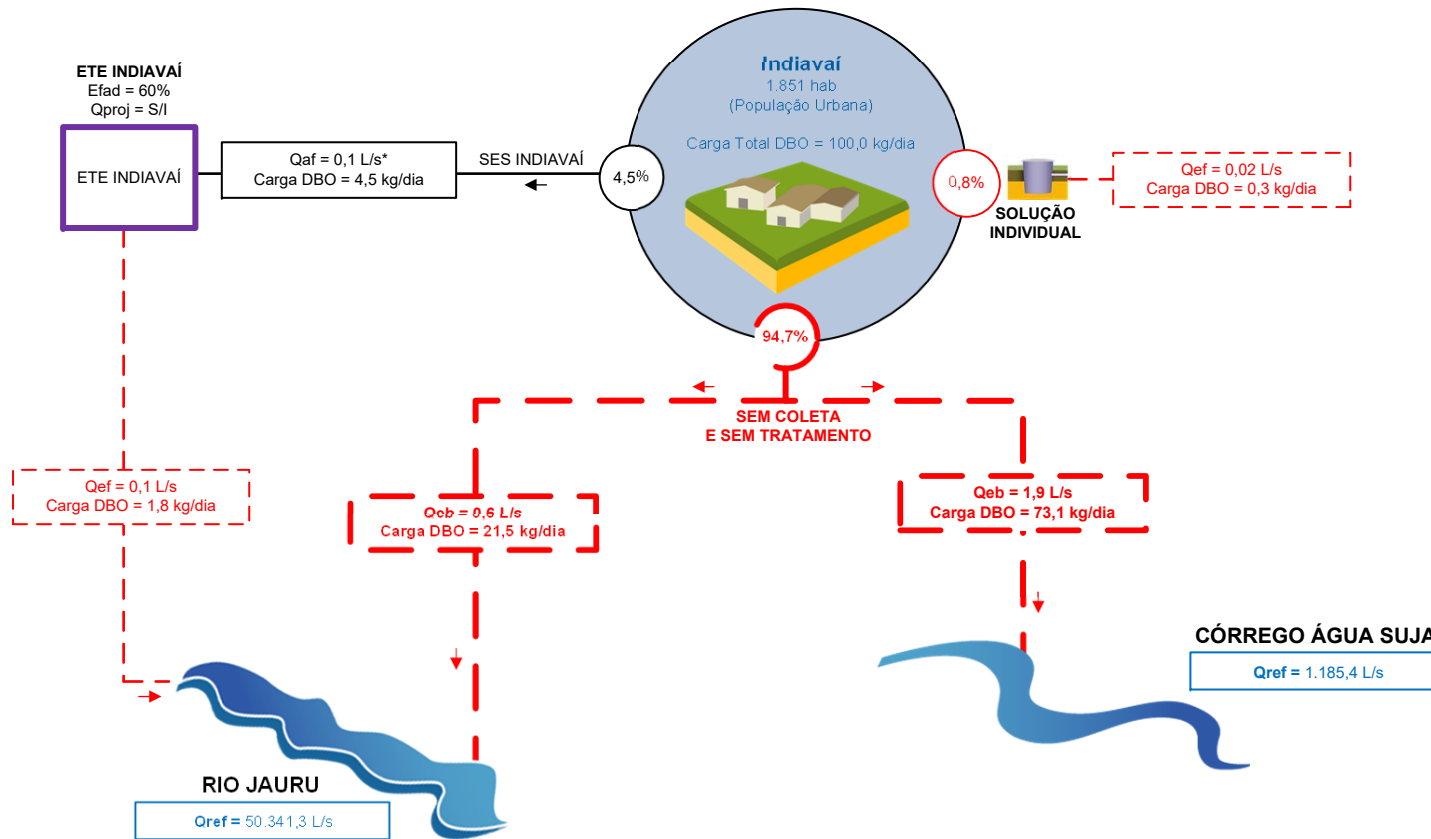 ETE INDIAVAÍ
Efad = 60%
Qproj = S/I
ETE INDIAVAÍ
Qaf = 0,1 L/s*
Carga DBO = 4,5 kg/dia
SES INDIAVAÍ
4,5%
Indiavaí
1.851 hab
(População Urbana)
Carga Total DBO = 100,0 kg/dia
0,8%
SOLUÇÃO
INDIVIDUAL
Qef = 0,02 L/s
Carga DBO = 0,3 kg/dia
94,7%
SEM COLETA
E SEM TRATAMENTO
Qef = 0,1 L/s
Carga DBO = 1,8 kg/dia
Qeb = 0,6 L/s
Carga DBO = 21,5 kg/dia
Qeb = 1,9 L/s
Carga DBO = 73,1 kg/dia
CÓRREGO ÁGUA SUJA
Qref = 1.185,4 L/s
RIO JAURU
Qref = 50.341,3 L/s